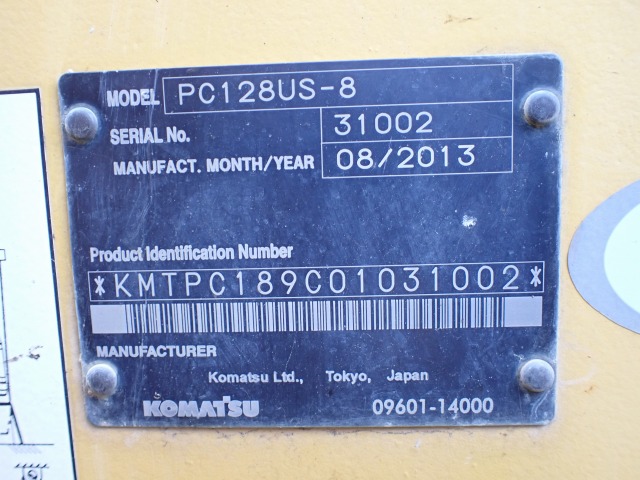 MODEL PC128US-8
SERIAL No. 31002
MANUFACT. MONTH/YEAR 08/2013
Product Identification Number
*KMTPC189C01031002*
MANUFACTURER
Komatsu Ltd., Tokyo, Japan
KOMATSU 09601-14000